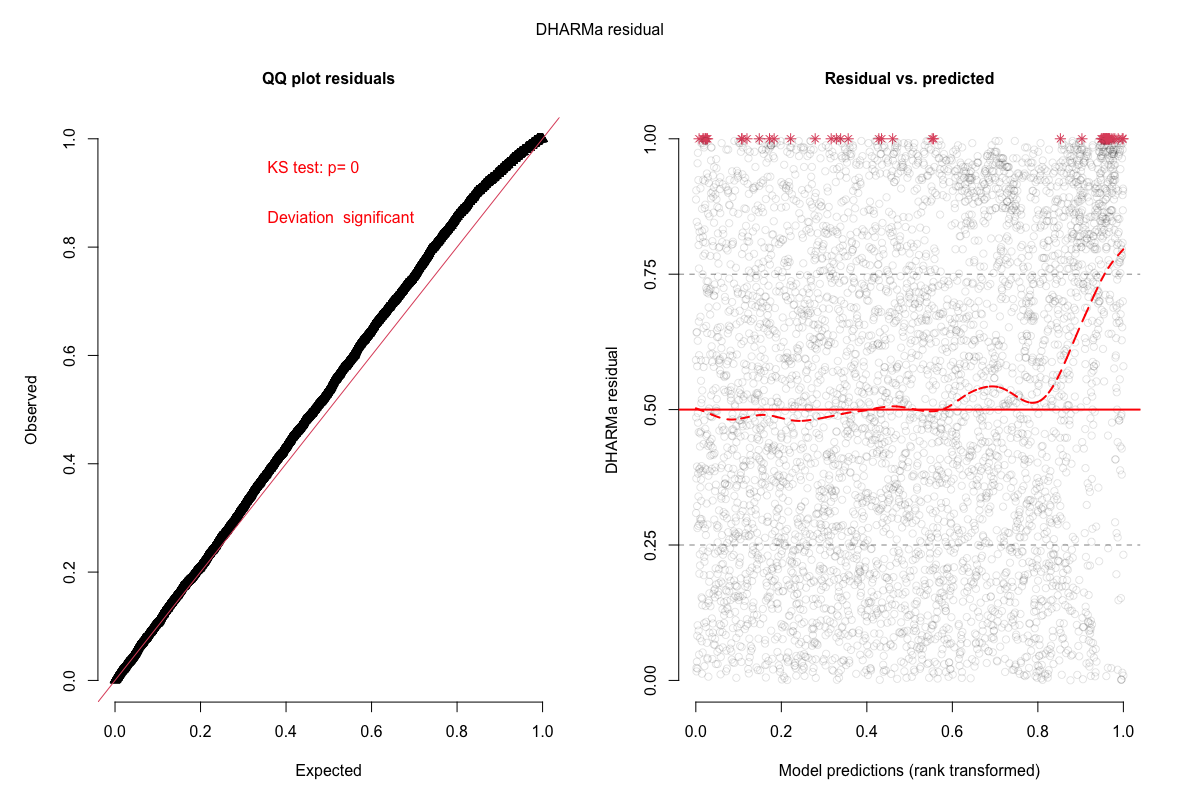 DHARMa residual
QQ plot residuals
KS test: p= 0
Deviation  significant
Observed
0.0
0.2
0.4
0.6
0.8
1.0
0.0 0.2 0.4 0.6 0.8 1.0
Expected
Residual vs. predicted
DHARMa residual
0.00
0.25
0.50
0.75
1.00
0.0 0.2 0.4 0.6 0.8 1.0
Model predictions (rank transformed)